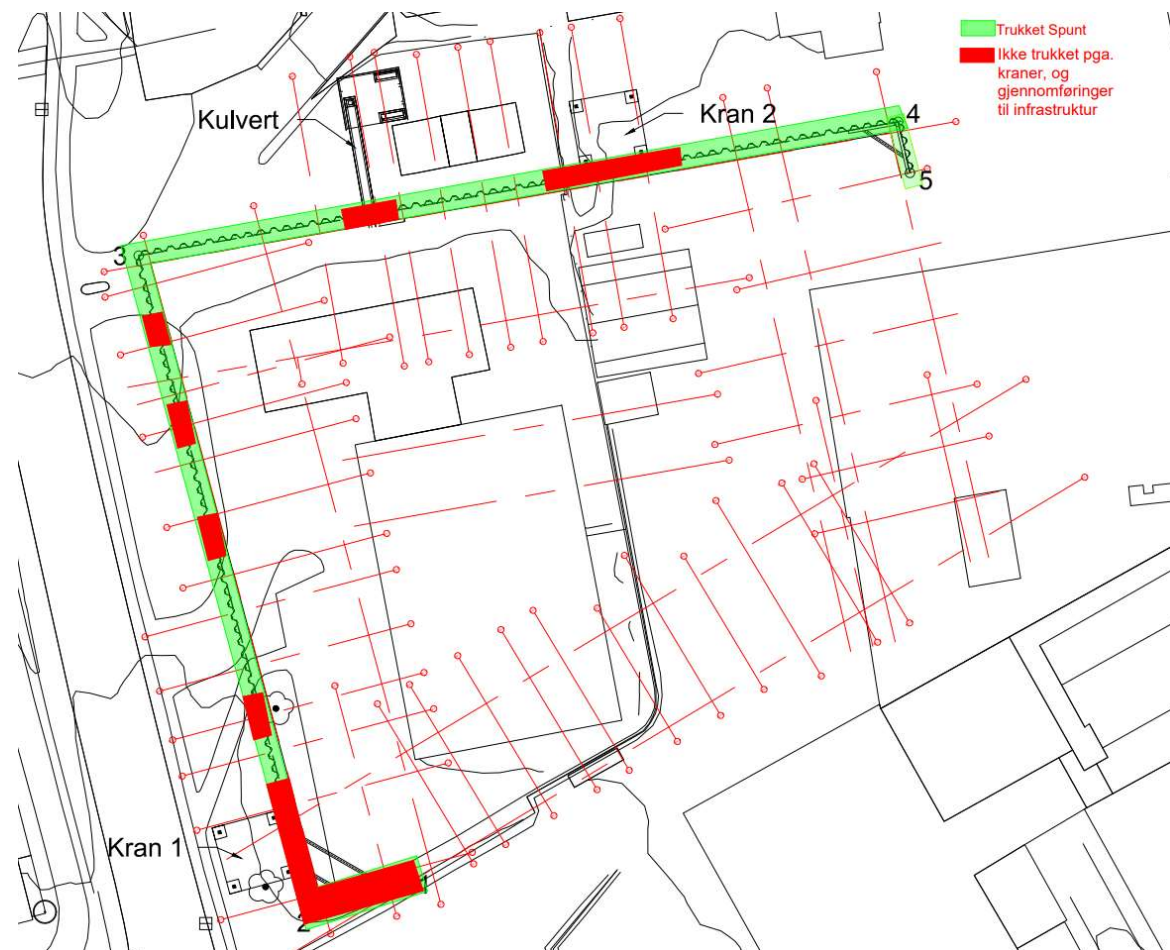 Trukket Spunt
Ikke trukket pga.
kraner, og
gjennomføringer
til infrastruktur
Kulvert
Kran 2
4
5
3
Kran 1
1
2